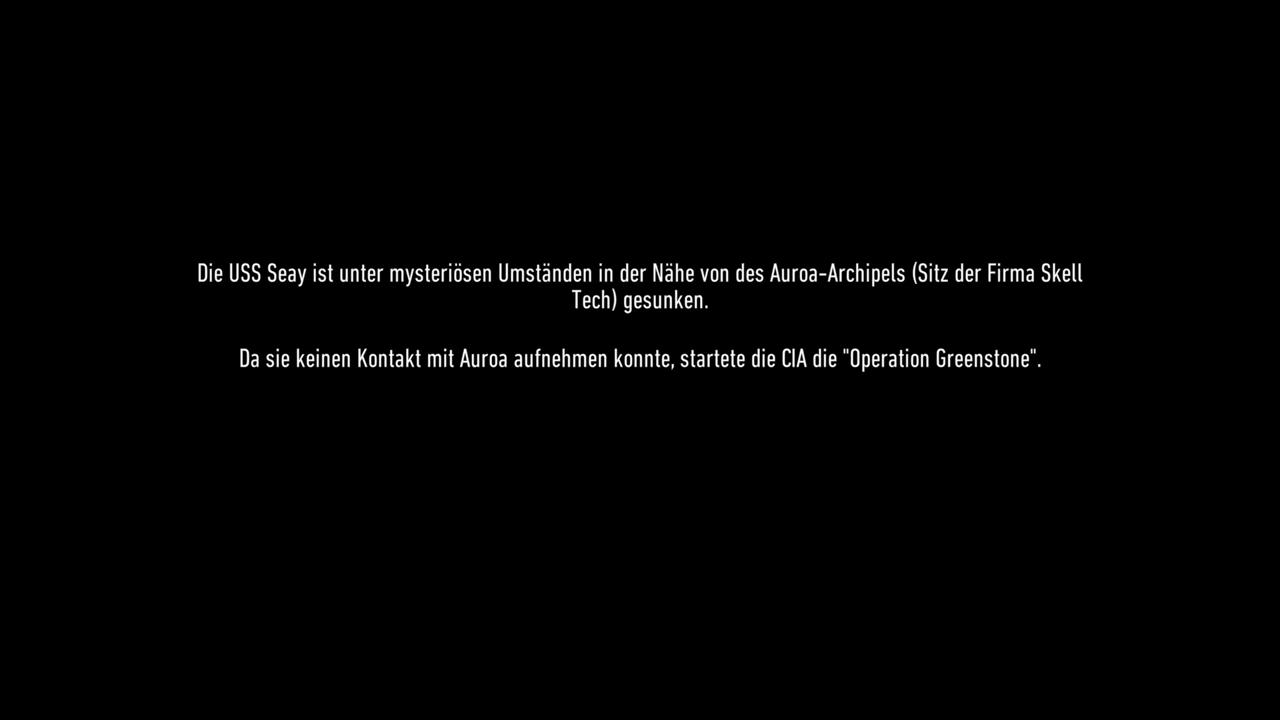 Die USS Seay ist unter mysteriösen Umständen in der Nähe von des Auroa-Archipels (Sitz der Firma Skell
Tech) gesunken.
Da sie keinen Kontakt mit Auroa aufnehmen konnte, startete die CIA die "Operation Greenstone".